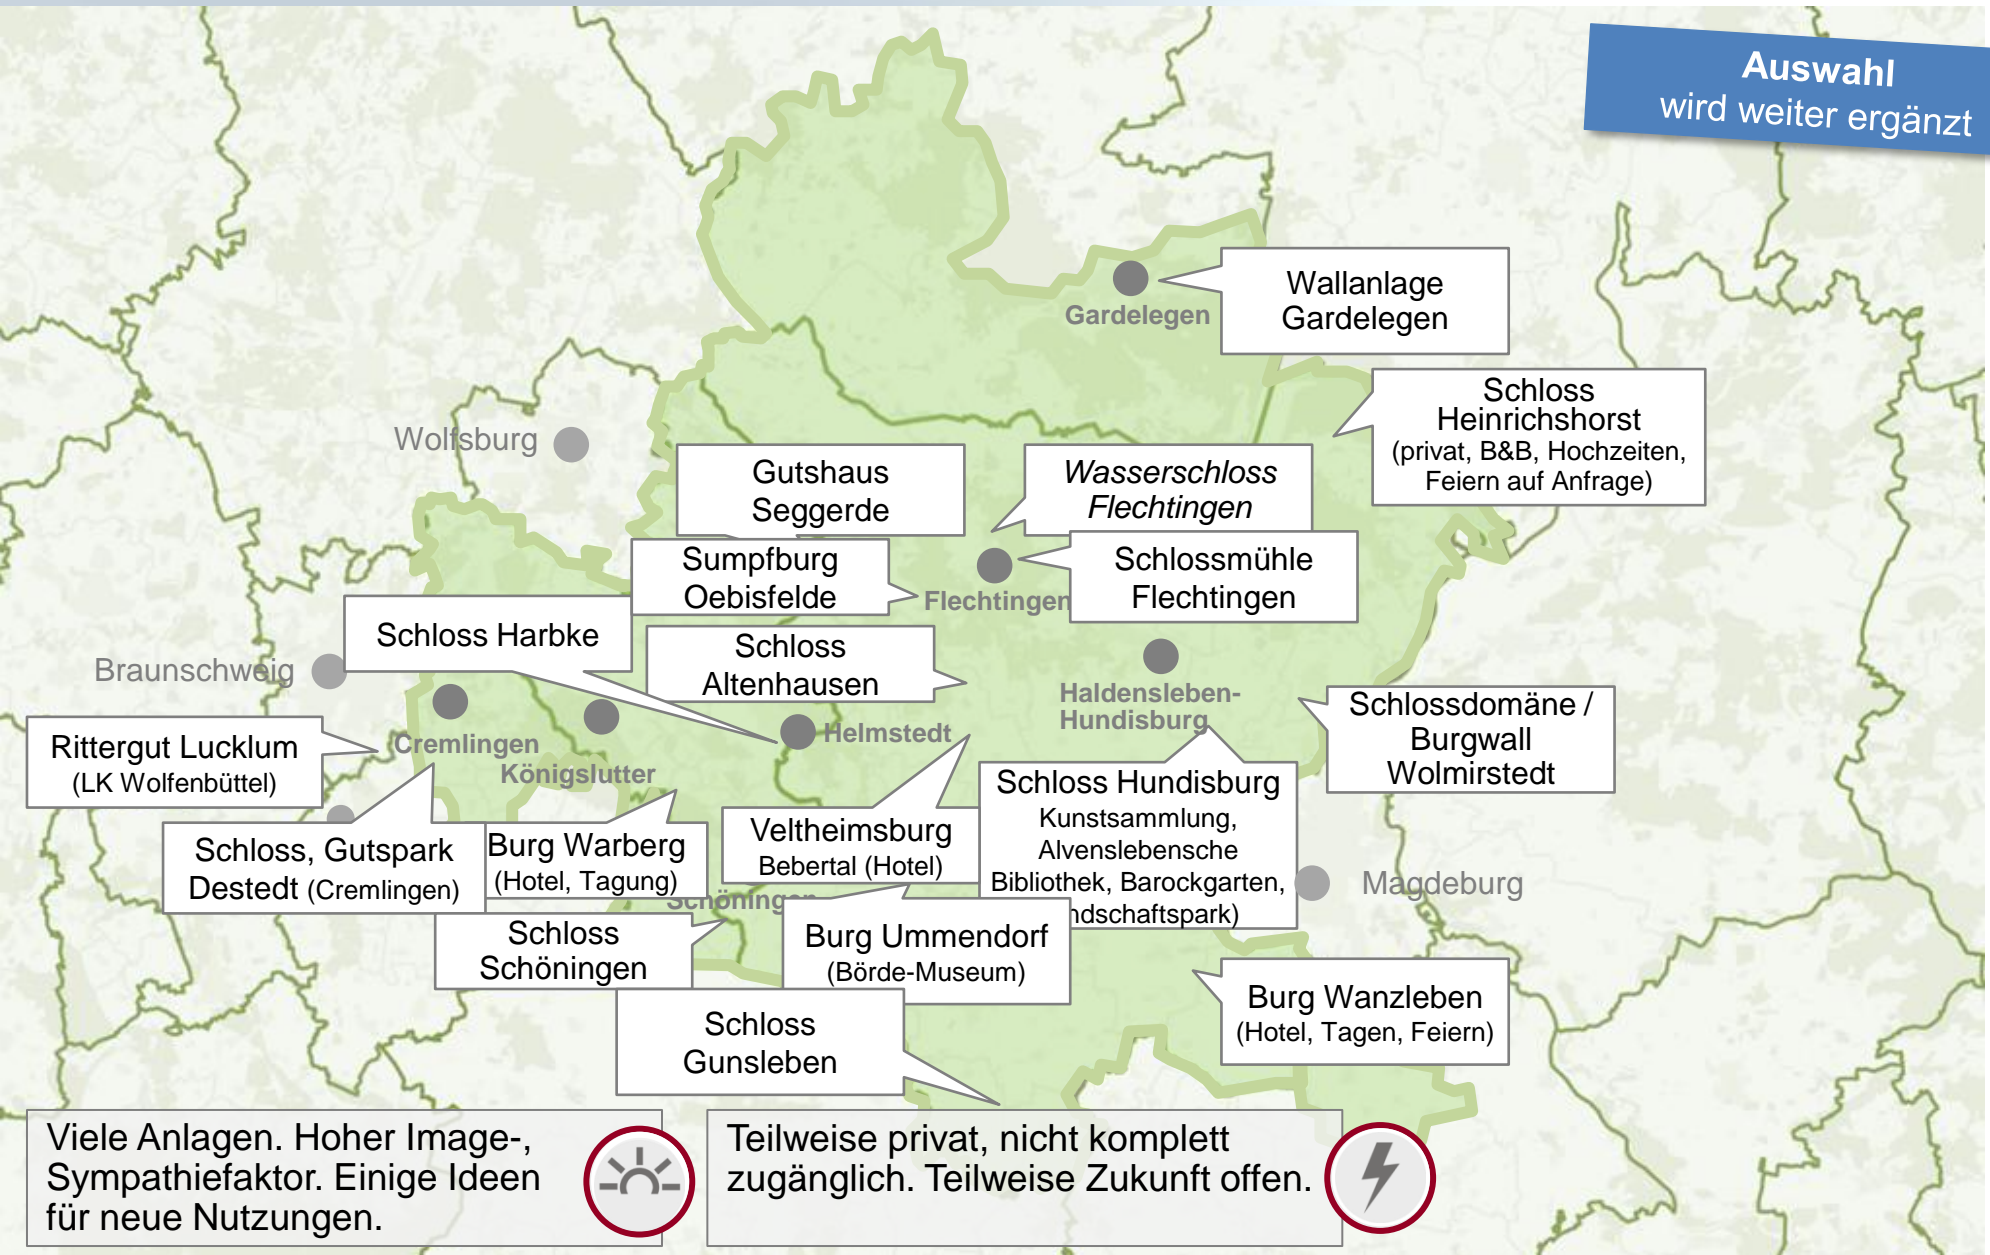 Auswahl
wird weiter ergänzt
Wallanlage
Gardelegen
Gardelegen
Schloss
Heinrichshorst
(privat, B&B, Hochzeiten,
Feiern auf Anfrage)
Wolfsburg
Gutshaus
Seggerde
Wasserschloss
Flechtingen
Sumpfburg
Oebisfelde
Flechtingen
Schlossmühle
Flechtingen
Schloss Harbke
Schloss
Altenhausen
Braunschweig
Haldensleben-
Hundisburg
Schlossdomäne /
Burgwall
Wolmirstedt
Rittergut Lucklum
(LK Wolfenbüttel)
Cremlingen
Königslutter
Helmstedt
Schloss, Gutspark
Destedt (Cremlingen)
Burg Warberg
(Hotel, Tagung)
Veltheimsburg
Bebertal (Hotel)
Schloss Hundisburg
Kunstsammlung,
Alvenslebensche
Bibliothek, Barockgarten,
ndschaftspark)
Magdeburg
Schöningen
Schloss
Schöningen
Burg Ummendorf
(Börde-Museum)
Burg Wanzleben
(Hotel, Tagen, Feiern)
Schloss
Gunsleben
Viele Anlagen. Hoher Image-,
Sympathiefaktor. Einige Ideen
für neue Nutzungen.
Teilweise privat, nicht komplett
zugänglich. Teilweise Zukunft offen.